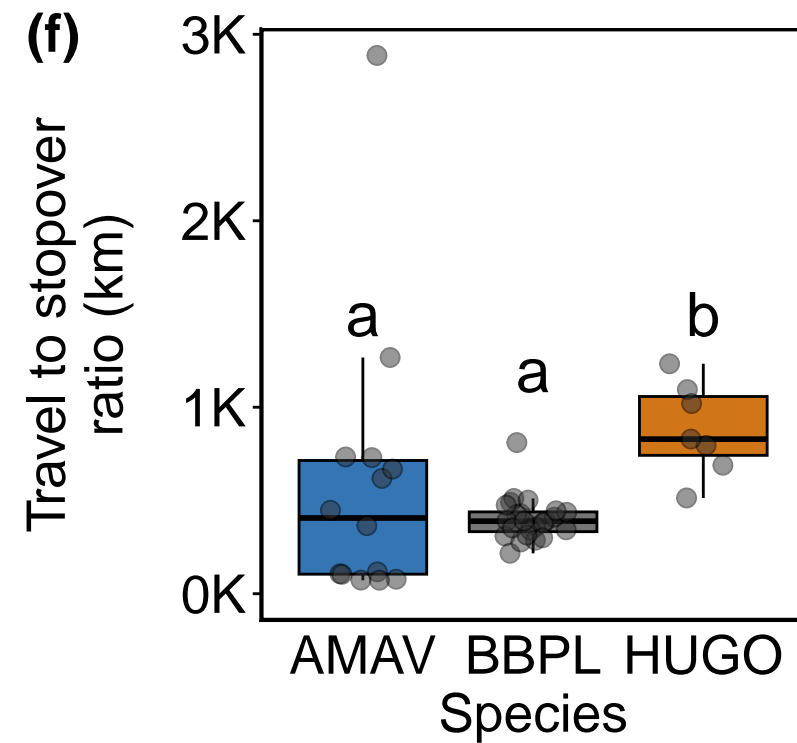 (f)
3K
2K
1K
0K
Travel to stopover
ratio (km)
a
a
b
AMAV
BBPL
HUGO
Species